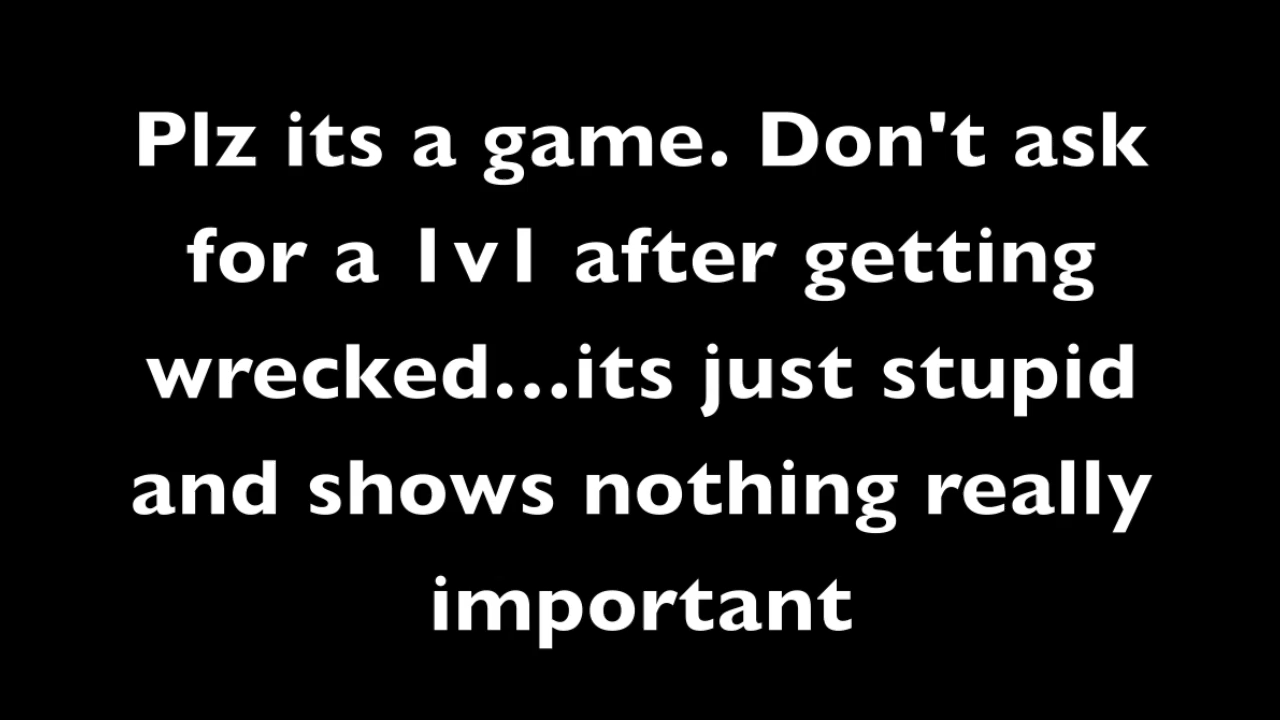 Plz its a game. Don't ask
for a 1v1 after getting
wrecked...its just stupid
and shows nothing really
important